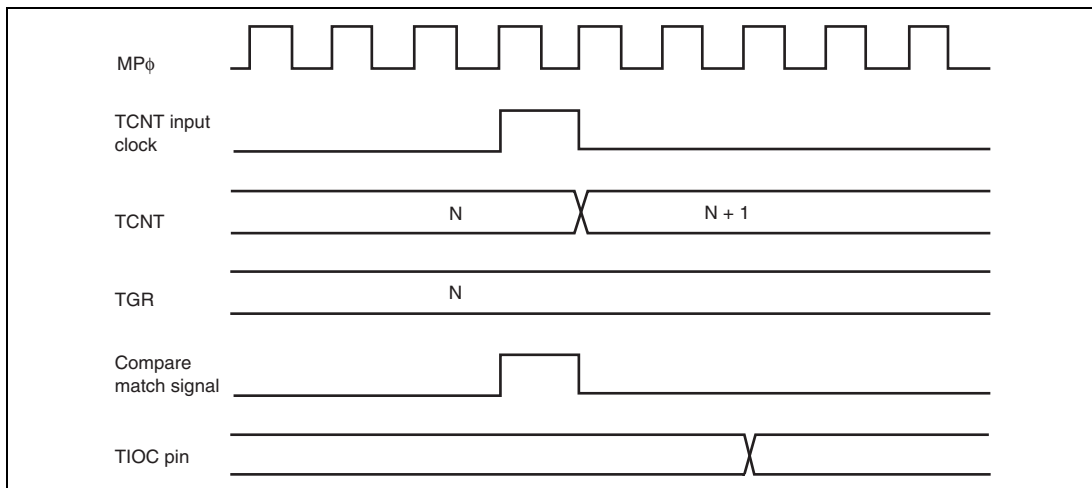 MPϕ
TCNT input
clock
TCNT
N
N + 1
TGR
N
Compare
match signal
TIOC pin